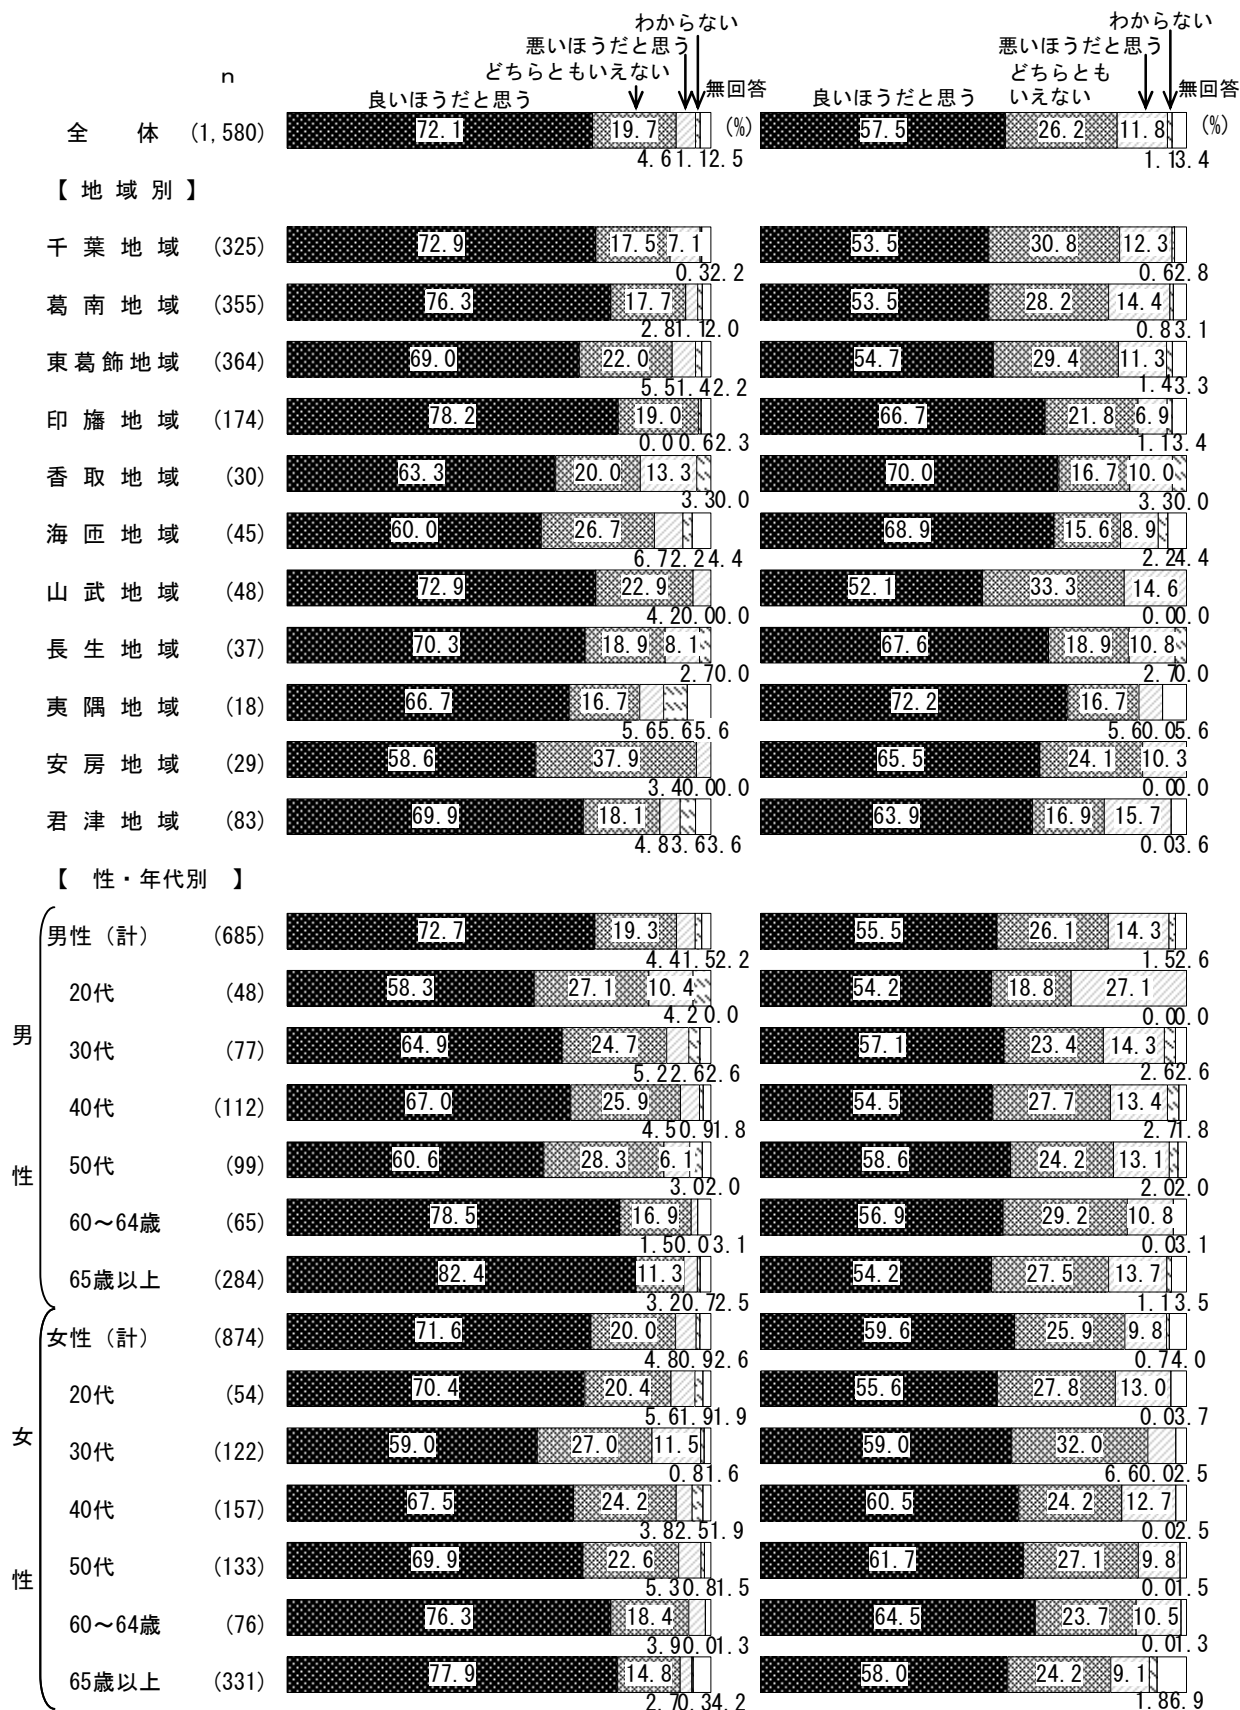 わからない わからない
悪いほうだと思う 悪いほうだと思う
n どちらともいえない 無回答 どちらとも いえない 無回答
良いほうだと思う 良いほうだと思う
全 体 (1,580) 72.1 19.7 (%) 57.5 26.2 11.8 (%)
4.6 1.1 2.5 1.1 3.4
【 地 域 別 】
千 葉 地 域 (325) 72.9 17.5 7.1 53.5 30.8 12.3
0.3 2.2 0.6 2.8
葛 南 地 域 (355) 76.3 17.7 53.5 28.2 14.4
2.8 1.1 2.0 0.8 3.1
東 葛 飾 地 域 (364) 69.0 22.0 54.7 29.4 11.3
5.5 1.4 2.2 1.4 3.3
印 旛 地 域 (174) 78.2 19.0 66.7 21.8 6.9
0.0 0.6 2.3 1.1 3.4
香 取 地 域 (30) 63.3 20.0 13.3 70.0 16.7 10.0
3.3 0.0 3.3 0.0
海 匝 地 域 (45) 60.0 26.7 68.9 15.6 8.9
6.7 2.2 4.4 2.2 4.4
山 武 地 域 (48) 72.9 22.9 52.1 33.3 14.6
4.2 0.0 0.0 0.0 0.0
長 生 地 域 (37) 70.3 18.9 8.1 67.6 18.9 10.8
2.7 0.0 2.7 0.0
夷 隅 地 域 (18) 66.7 16.7 72.2 16.7
5.6 5.6 5.6 5.6 0.0 5.6
安 房 地 域 (29) 58.6 37.9 65.5 24.1 10.3
3.4 0.0 0.0 0.0 0.0
君 津 地 域 (83) 69.9 18.1 63.9 16.9 15.7
4.8 3.6 3.6 0.0 3.6
【 性・年代別 】
男性(計) (685) 72.7 19.3 55.5 26.1 14.3
4.4 1.5 2.2 1.5 2.6
20代 (48) 58.3 27.1 10.4 54.2 18.8 27.1
4.2 0.0 0.0 0.0
男
30代 (77) 64.9 24.7 57.1 23.4 14.3
5.2 2.6 2.6 2.6 2.6
40代 (112) 67.0 25.9 54.5 27.7 13.4
4.5 0.9 1.8 2.7 1.8
性
50代 (99) 60.6 28.3 6.1 58.6 24.2 13.1
3.0 2.0 2.0 2.0
60~64歳 (65) 78.5 16.9 56.9 29.2 10.8
1.5 0.0 3.1 0.0 3.1
65歳以上 (284) 82.4 11.3 54.2 27.5 13.7
3.2 0.7 2.5 1.1 3.5
女性(計) (874) 71.6 20.0 59.6 25.9 9.8
4.8 0.9 2.6 0.7 4.0
20代 (54) 70.4 20.4 55.6 27.8 13.0
5.6 1.9 1.9 0.0 3.7
女
30代 (122) 59.0 27.0 11.5 59.0 32.0
0.8 1.6 6.6 0.0 2.5
40代 (157) 67.5 24.2 60.5 24.2 12.7
3.8 2.5 1.9 0.0 2.5
50代 (133) 69.9 22.6 61.7 27.1 9.8
5.3 0.8 1.5 0.0 1.5
性
60~64歳 (76) 76.3 18.4 64.5 23.7 10.5
3.9 0.0 1.3 0.0 1.3
65歳以上 (331) 77.9 14.8 58.0 24.2 9.1
2.7 0.3 4.2 1.8 6.9